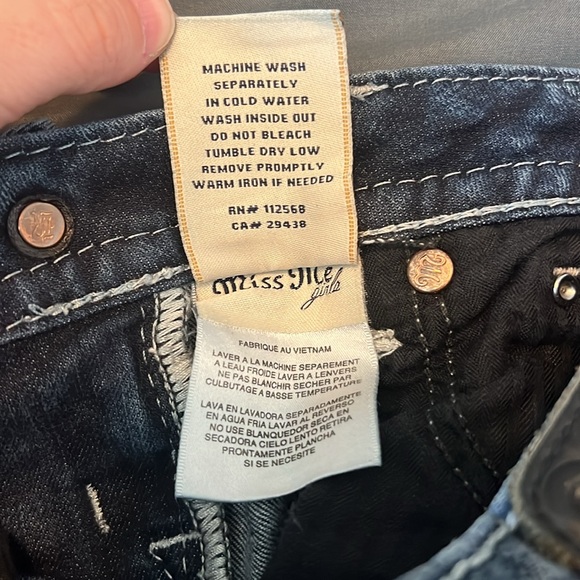 MACHINE WASH
SEPARATELY
IN COLD WATER
WASH INSIDE OUT
DO NOT BLEACH
TUMBLE DRY LOW
REMOVE PROMPTLY
WARM IRON IF NEEDED
RN# 112568
CA# 29438
miss me
girls
FABRIQUE AU VIETNAM
LAVER A LA MACHINE SEPAREMENT
A LEAU FROIDE LAVER A LENVERS
NE PAS BLANCHIR SECHER PAR
CULBUTAGE A BASSE TEMPERATURE
LAVA EN LAVADORA SEPARADAMENTE
EN AGUA FRIA LAVAR AL REVERSO
NO USE BLANQUEDOR SECA EN
SECADORA CIELO LENTO RETIRA
PRONTAMENTE PLANCHA
SI SE NECESITE